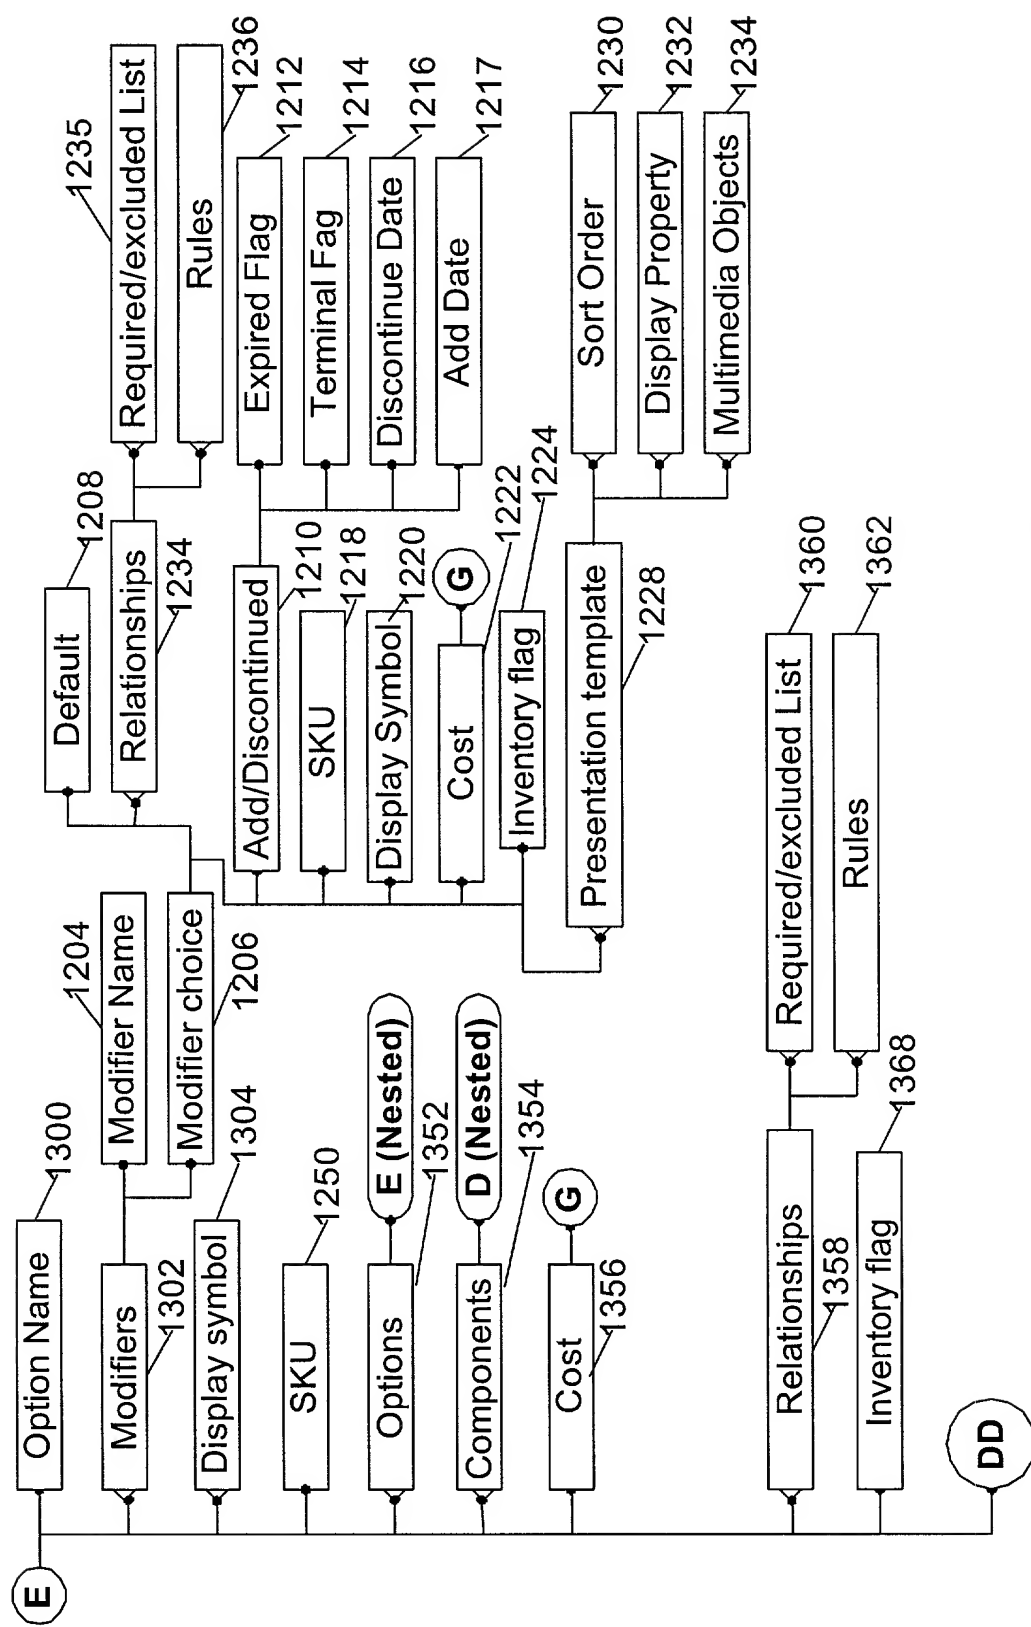 E
Option Name
1300
Modifiers
1302
Modifier Name
1204
Modifier choice
1206
Default
1208
Relationships
1234
Required/excluded List
1235
Rules
1236
Add/Discontinued
1210
Expired Flag
1212
Terminal Fag
1214
Discontinue Date
1216
Add Date
1217
SKU
1218
Display Symbol
1220
Cost
1222
G
Inventory flag
1224
Presentation template
1228
Sort Order
1230
Display Property
1232
Multimedia Objects
1234
Display symbol
1304
SKU
1250
Options
1352
E (Nested)
Components
1354
D (Nested)
Cost
1356
G
Relationships
1358
Required/excluded List
1360
Rules
1362
Inventory flag
1368
DD